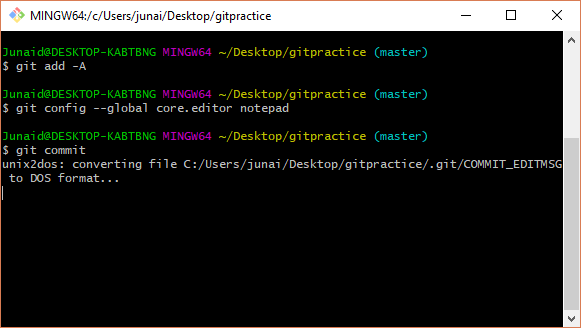 MINGW64:/c/Users/junai/Desktop/gitpractice
Junaid@DESKTOP-KABTBNG MINGW64 ~/Desktop/gitpractice (master)
$ git add -A
Junaid@DESKTOP-KABTBNG MINGW64 ~/Desktop/gitpractice (master)
$ git config --global core.editor notepad
Junaid@DESKTOP-KABTBNG MINGW64 ~/Desktop/gitpractice (master)
$ git commit
unix2dos: converting file C:/Users/junai/Desktop/gitpractice/.git/COMMIT_EDITMSG
 to DOS format...